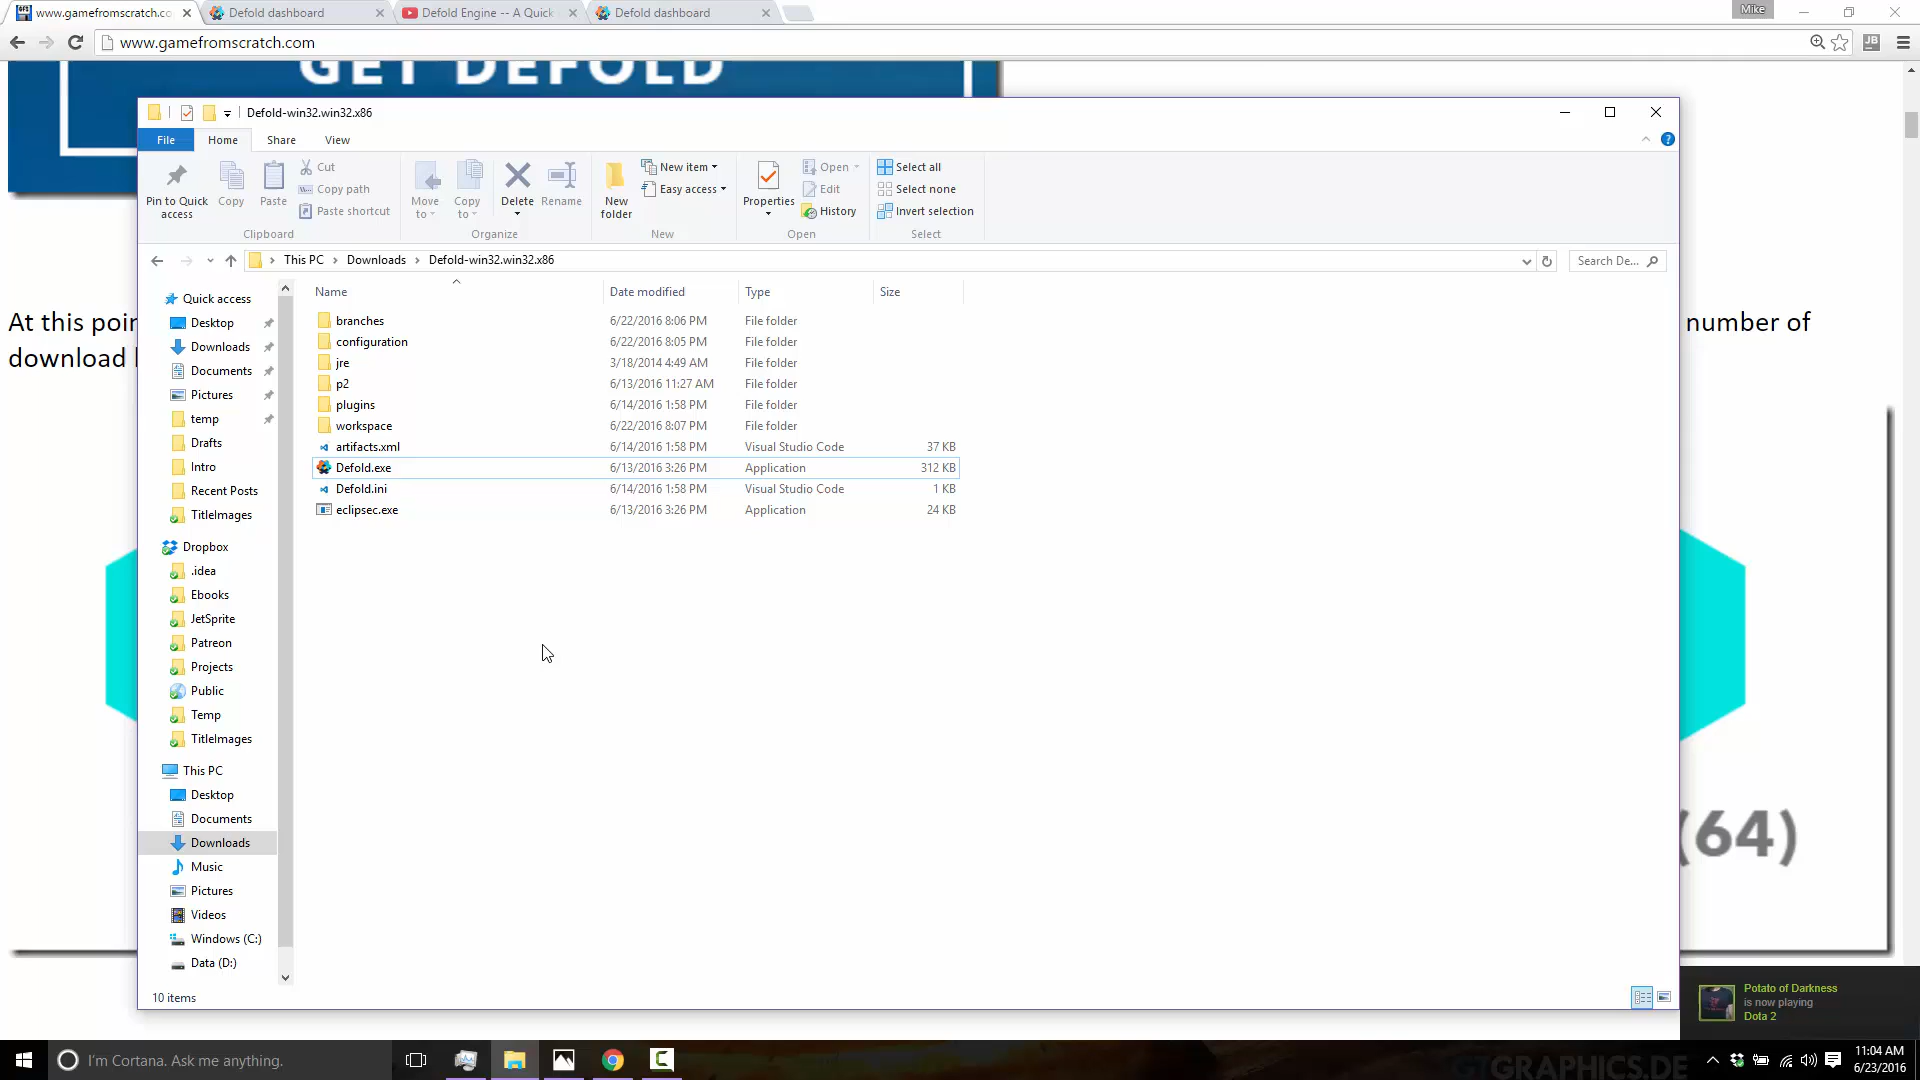 www.gamefromscratch.co
Defold dashboard
Defold Engine -- A Quick
Defold dashboard
Mike
www.gamefromscratch.com
GET DEFOLD
Defold-win32.win32.x86
File
Home
Share
View
Pin to Quick
access
Copy
Paste
Cut
Copy path
Paste shortcut
Clipboard
Move
to
Copy
to
Delete
Rename
Organize
New
folder
New item
Easy access
New
Properties
Open
Edit
History
Open
Select all
Select none
Invert selection
Select
This PC
Downloads
Defold-win32.win32.x86
Search De...
Name
Date modified
Type
Size
branches 6/22/2016 8:06 PM File folder
configuration 6/22/2016 8:05 PM File folder
jre 3/18/2014 4:49 AM File folder
p2 6/13/2016 11:27 AM File folder
plugins 6/14/2016 1:58 PM File folder
workspace 6/22/2016 8:07 PM File folder
artifacts.xml 6/14/2016 1:58 PM Visual Studio Code 37 KB
Defold.exe 6/13/2016 3:26 PM Application 312 KB
Defold.ini 6/14/2016 1:58 PM Visual Studio Code 1 KB
eclipsec.exe 6/13/2016 3:26 PM Application 24 KB
Quick access
Desktop
Downloads
Documents
Pictures
temp
Drafts
Intro
Recent Posts
TitleImages
Dropbox
.idea
Ebooks
JetSprite
Patreon
Projects
Public
Temp
TitleImages
This PC
Desktop
Documents
Downloads
Music
Pictures
Videos
Windows (C:)
Data (D:)
10 items
At this poin
download
number of
(64)
Potato of Darkness
is now playing
Dota 2
I'm Cortana. Ask me anything.
GTGRAPHICS.DE
11:04 AM
6/23/2016